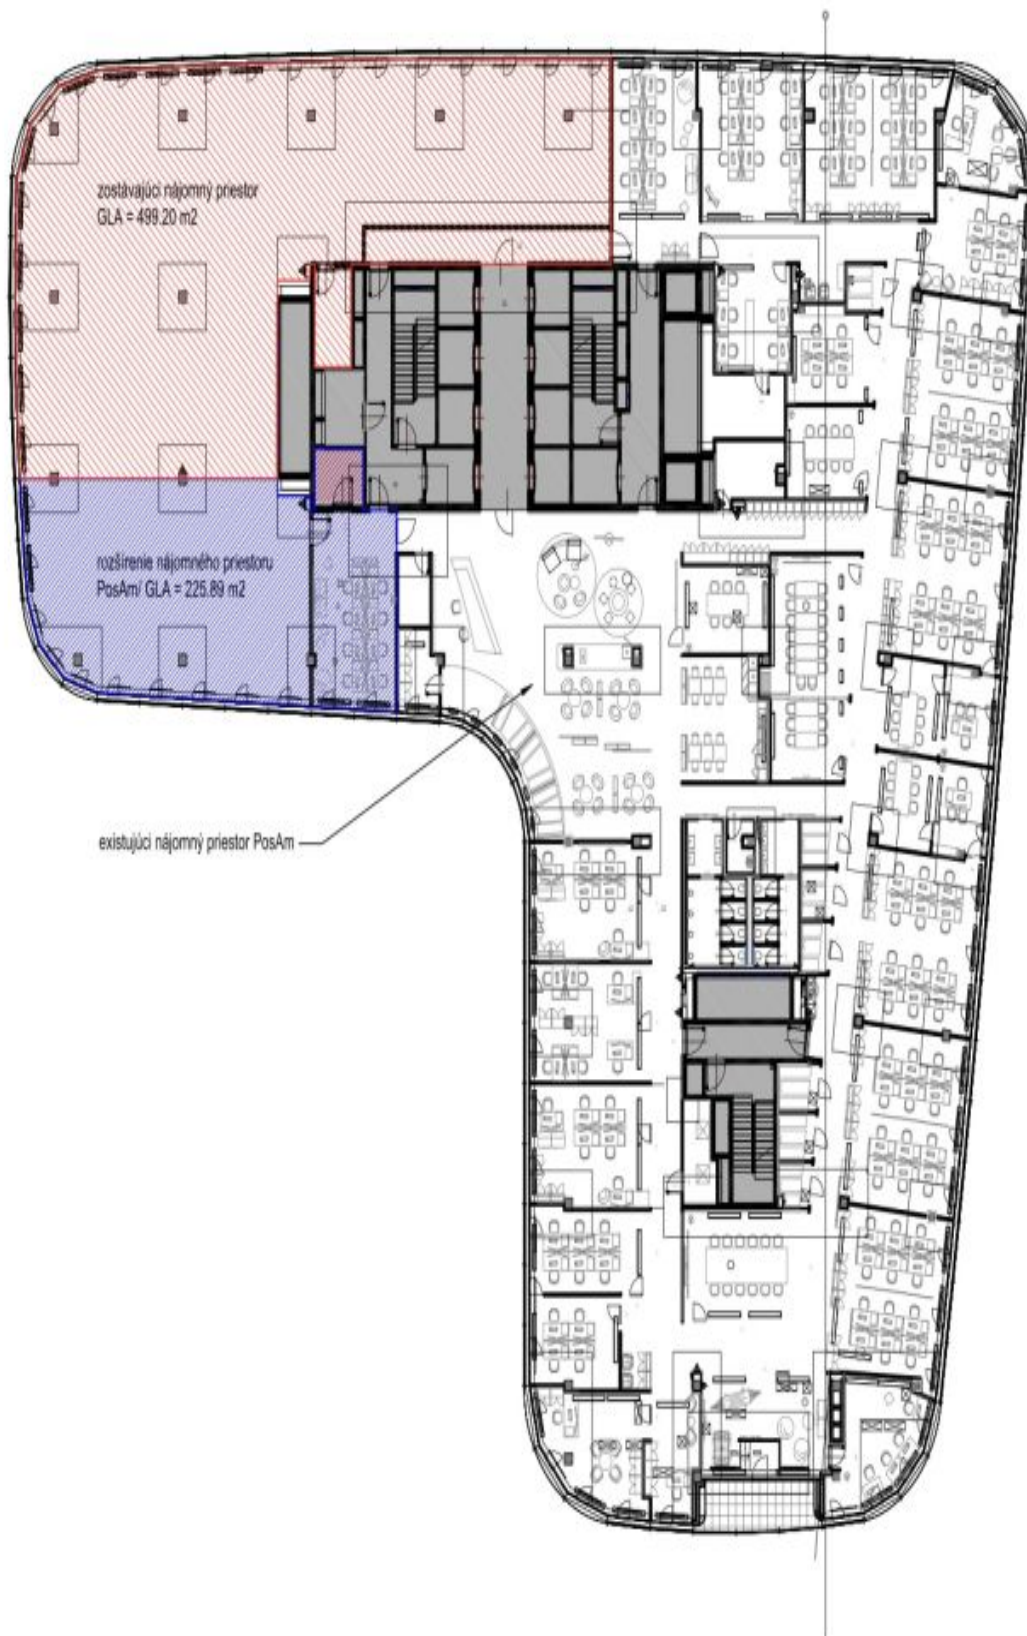 zostávajúci nájomný priestor
GLA = 499.20 m2
rozšírenie nájomného priestoru
PosAm/ GLA = 225.89 m2
existujúci nájomný priestor PosAm